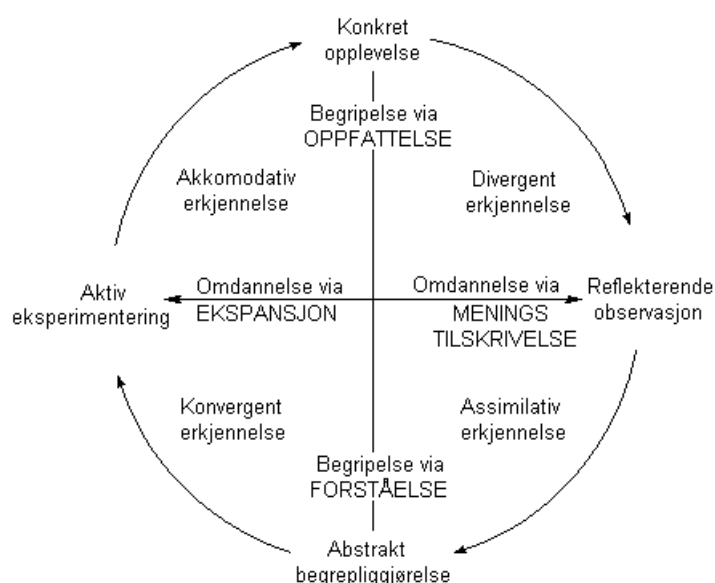 Konkret
opplevelse
Begripelse via
OPPFATTELSE
Akkomodativ
erkjennelse
Divergent
erkjennelse
Aktiv
eksperimentering
Omdannelse via
EKSPANSJON
Omdannelse via
MENINGS
TILSKRIVELSE
Reflekterende
observasjon
Konvergent
erkjennelse
Assimilativ
erkjennelse
Begripelse via
FORSTÅELSE
Abstrakt
begrepliggjørelse